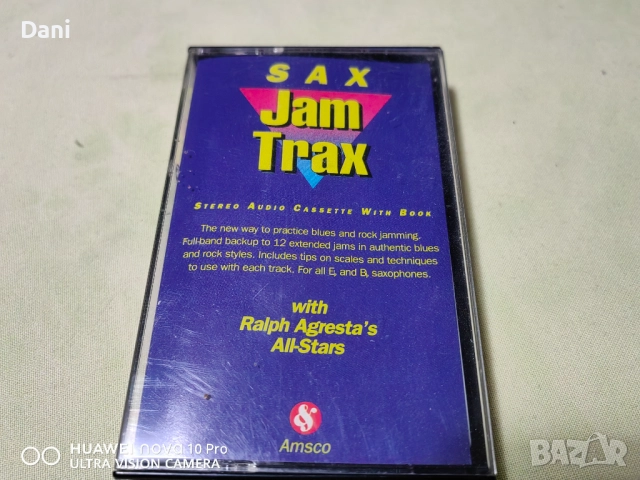 Dani
SAX
Jam
Trax
STEREO AUDIO CASSETTE WITH BOOK
The new way to practice blues and rock jamming.
Full-band backup to 12 extended jams in authentic blues
and rock styles. Includes tips on scales and techniques
to use with each track. For all E♭ and B♭ saxophones.
with
Ralph Agresta's
All-Stars
Amsco
HUAWEI nova 10 Pro
ULTRA VISION CAMERA
BAZAR